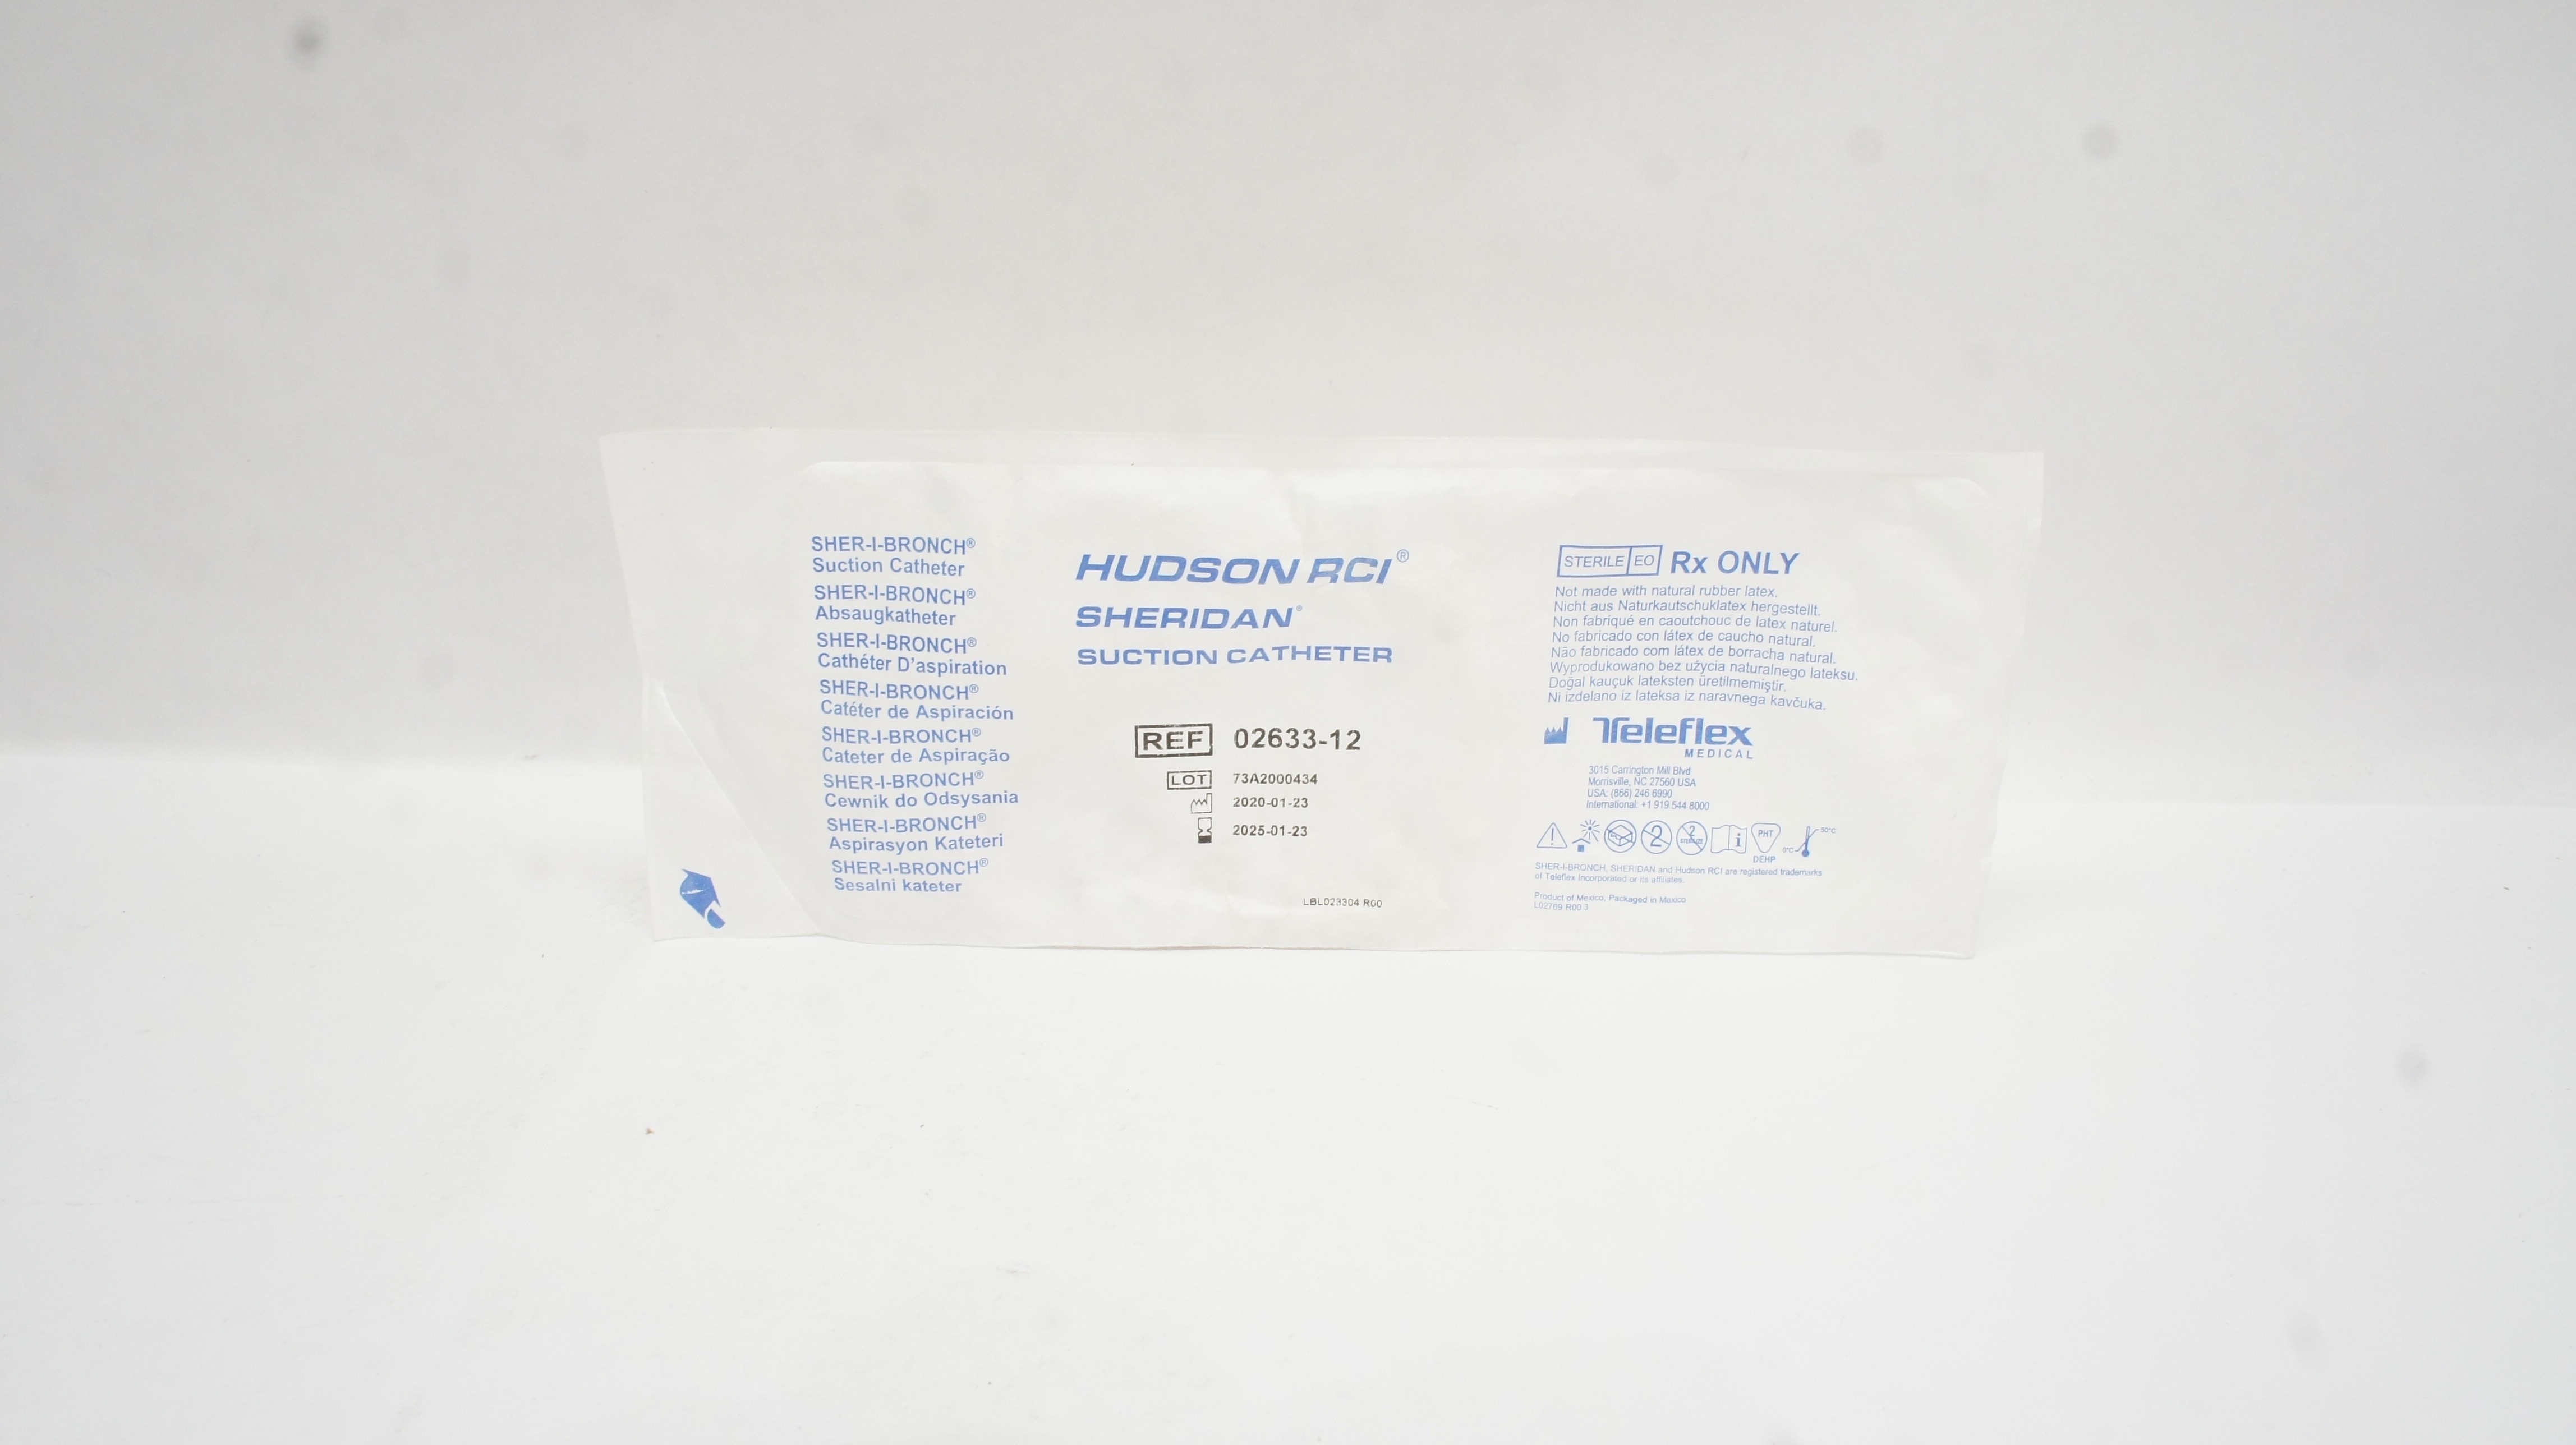 SHER-I-BRONCH®
Suction Catheter
SHER-I-BRONCH®
Absaugkatheter
SHER-I-BRONCH®
Cathéter D'aspiration
SHER-I-BRONCH®
Catéter de Aspiración
SHER-I-BRONCH®
Cateter de Aspiração
SHER-I-BRONCH®
Cewnik do Odsysania
SHER-I-BRONCH®
Aspirasyon Kateteri
SHER-I-BRONCH®
Sesalni kateter
HUDSON RCI®
SHERIDAN®
SUCTION CATHETER
REF 02633-12
LOT 73A2000434
2020-01-23
2025-01-23
LBL023304 R00
STERILE EO Rx ONLY
Not made with natural rubber latex.
Nicht aus Naturkautschuklatex hergestellt.
Non fabriqué en caoutchouc de latex naturel.
No fabricado con látex de caucho natural.
Não fabricado com látex de borracha natural.
Wyprodukowano bez użycia naturalnego lateksu.
Doğal kauçuk lateksten üretilmemiştir.
Ni izdelano iz lateksa iz naravnega kavčuka.
Teleflex
MEDICAL
3015 Carrington Mill Blvd
Morrisville, NC 27560 USA
USA: (866) 246 6990
International: +1 919 544 8000
2 2 i PHT 0°C 50°C
DEHP
SHER-I-BRONCH, SHERIDAN and Hudson RCI are registered trademarks
of Teleflex Incorporated or its affiliates.
Product of Mexico, Packaged in Mexico
L02769 R00 3